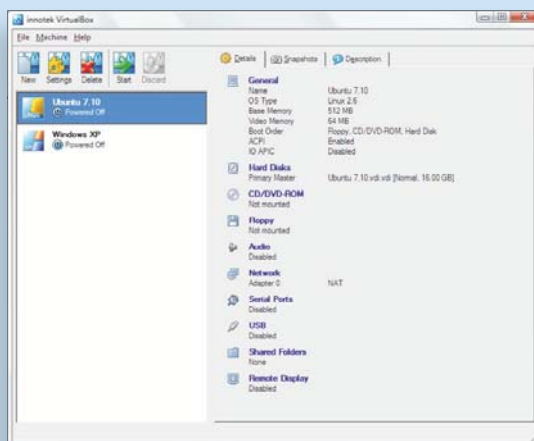 innotek VirtualBox
File Machine Help
New Settings Delete Start Discard
Details Snapshots Description
Ubuntu 7.10
Powered Off
Windows XP
Powered Off
General
Name Ubuntu 7.10
OS Type Linux 2.6
Base Memory 512 MB
Video Memory 64 MB
Boot Order Floppy, CD/DVD-ROM, Hard Disk
ACPI Enabled
IO APIC Disabled
Hard Disks
Primary Master Ubuntu 7.10.vdi.vdi [Normal, 16.00 GB]
CD/DVD-ROM
Not mounted
Floppy
Not mounted
Audio
Disabled
Network
Adapter 0 NAT
Serial Ports
Disabled
USB
Disabled
Shared Folders
None
Remote Display
Disabled